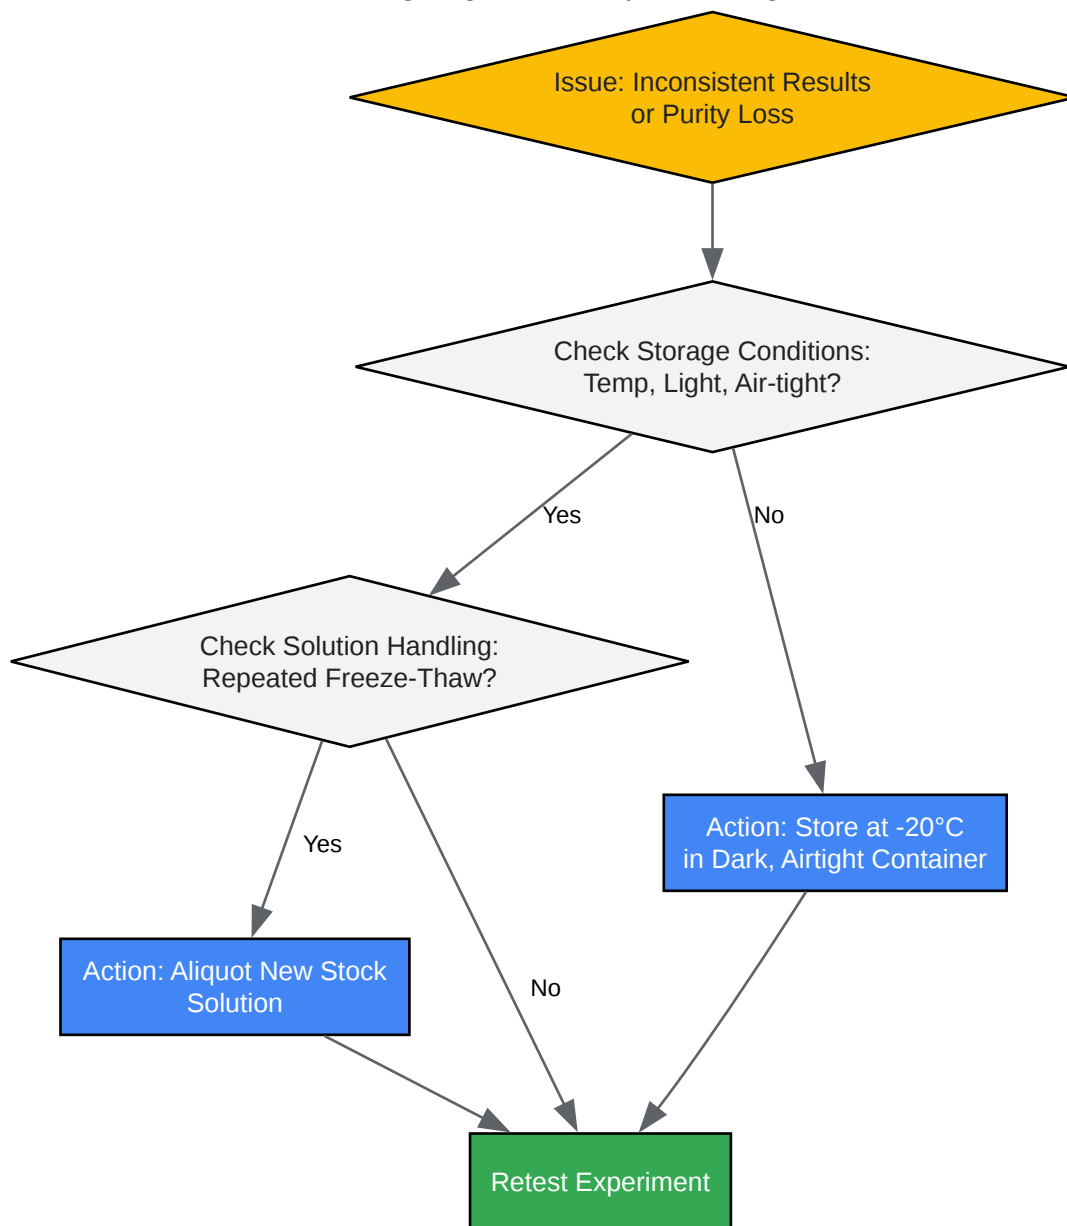 Issue: Inconsistent Results
or Purity Loss
Check Storage Conditions:
Temp, Light, Air-tight?
Yes
No
Check Solution Handling:
Repeated Freeze-Thaw?
Action: Store at -20°C
in Dark, Airtight Container
Yes
Action: Aliquot New Stock
Solution
No
Retest Experiment